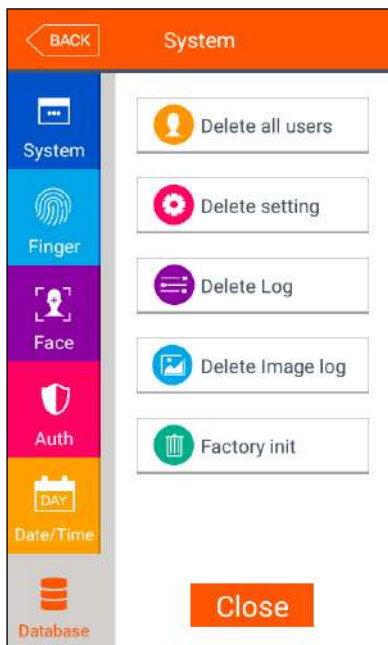 BACK
System
System
Finger
Face
Auth
DAY
Date/Time
Database
Delete all users
Delete setting
Delete Log
Delete Image log
Factory init
Close